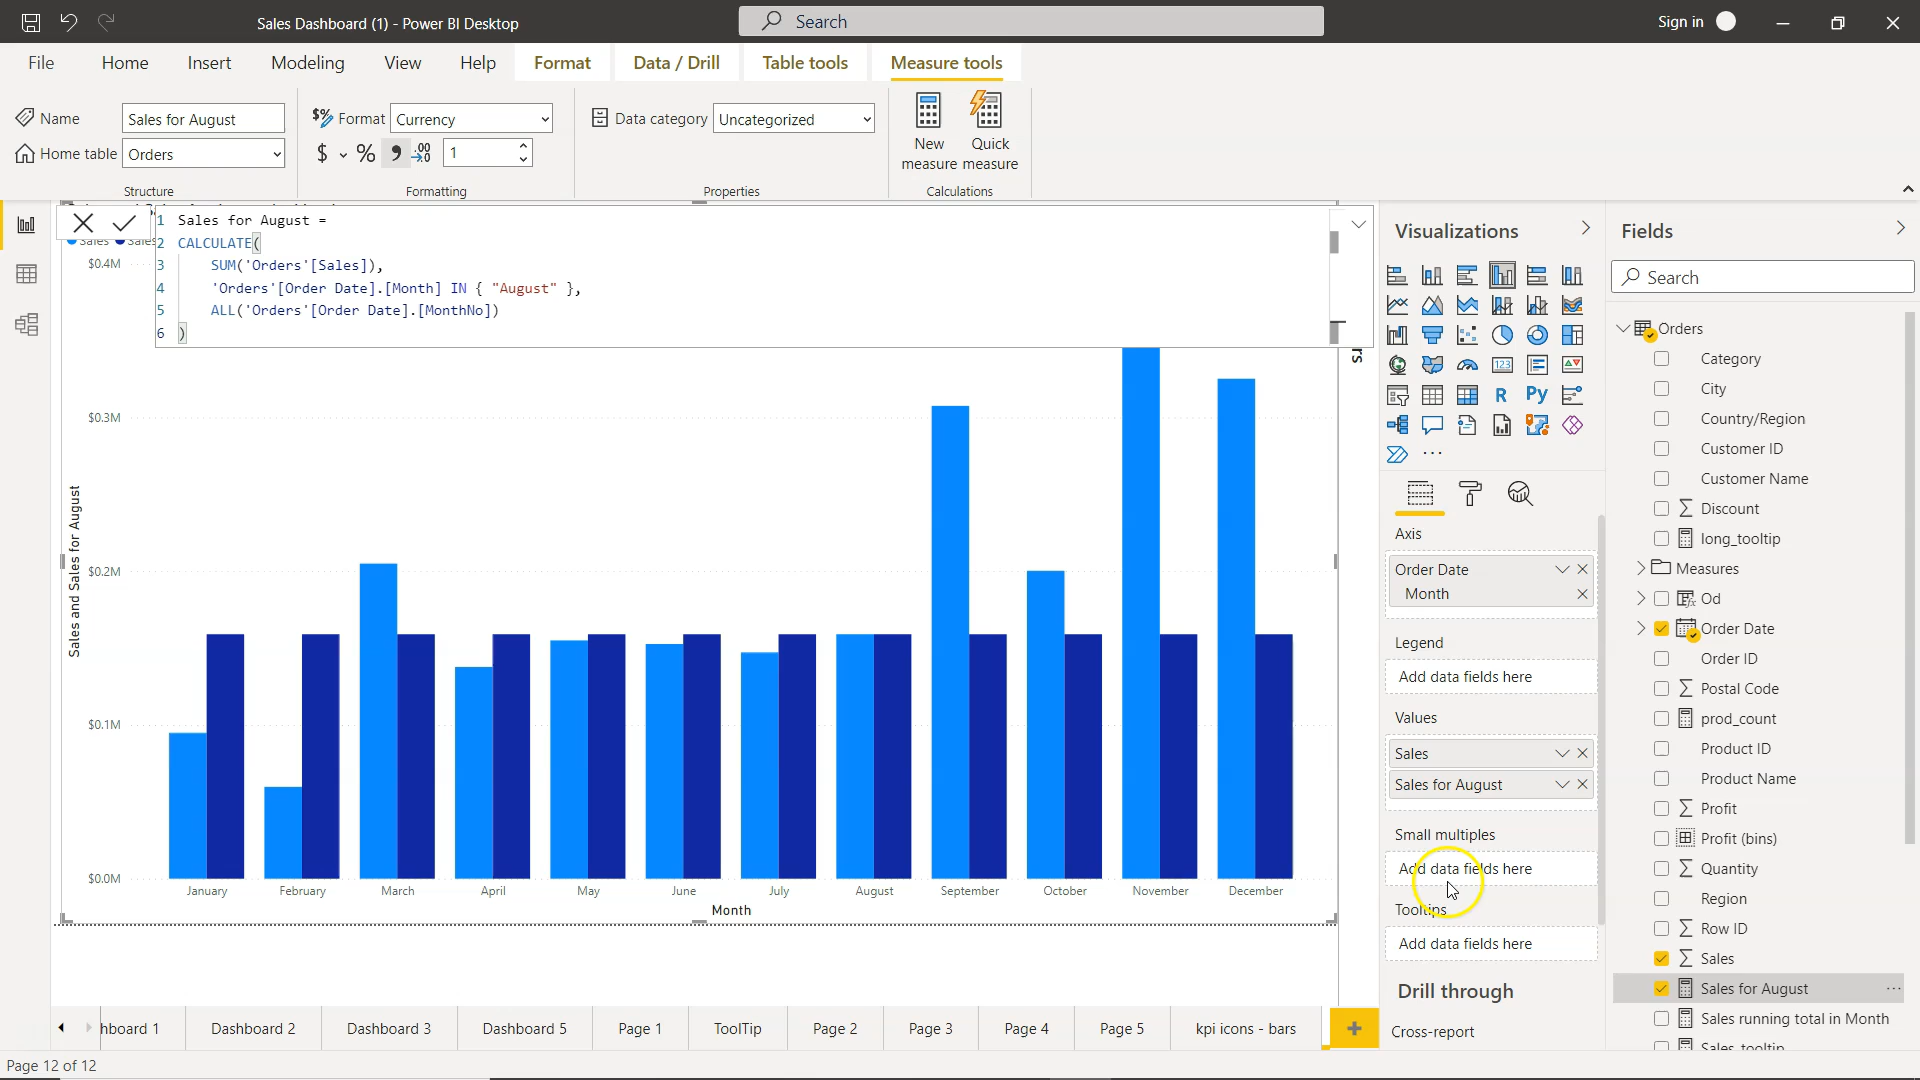 Sales Dashboard (1) - Power BI Desktop
Search
Sign in
File Home Insert Modeling View Help Format Data / Drill Table tools Measure tools
Name Sales for August
Home table Orders
Structure
Format Currency
$ % 1
Formatting
Data category Uncategorized
Properties
New measure
Quick measure
Calculations
1 Sales for August =
2 CALCULATE(
3 SUM('Orders'[Sales]),
4 'Orders'[Order Date].[Month] IN { "August" },
5 ALL('Orders'[Order Date].[MonthNo])
6 )
Sales Sales
$0.4M
$0.3M
$0.2M
$0.1M
$0.0M
Sales and Sales for August
January February March April May June July August September October November December
Month
Visualizations
123
R Py
Axis
Order Date
Month
Legend
Add data fields here
Values
Sales
Sales for August
Small multiples
Add data fields here
Tooltips
Add data fields here
Drill through
Cross-report
Fields
Search
Orders
Category
City
Country/Region
Customer ID
Customer Name
Discount
long_tooltip
Measures
Od
Order Date
Order ID
Postal Code
prod_count
Product ID
Product Name
Profit
Profit (bins)
Quantity
Region
Row ID
Sales
Sales for August
Sales running total in Month
Sales_tooltip
hboard 1 Dashboard 2 Dashboard 3 Dashboard 5 Page 1 ToolTip Page 2 Page 3 Page 4 Page 5 kpi icons - bars
Page 12 of 12